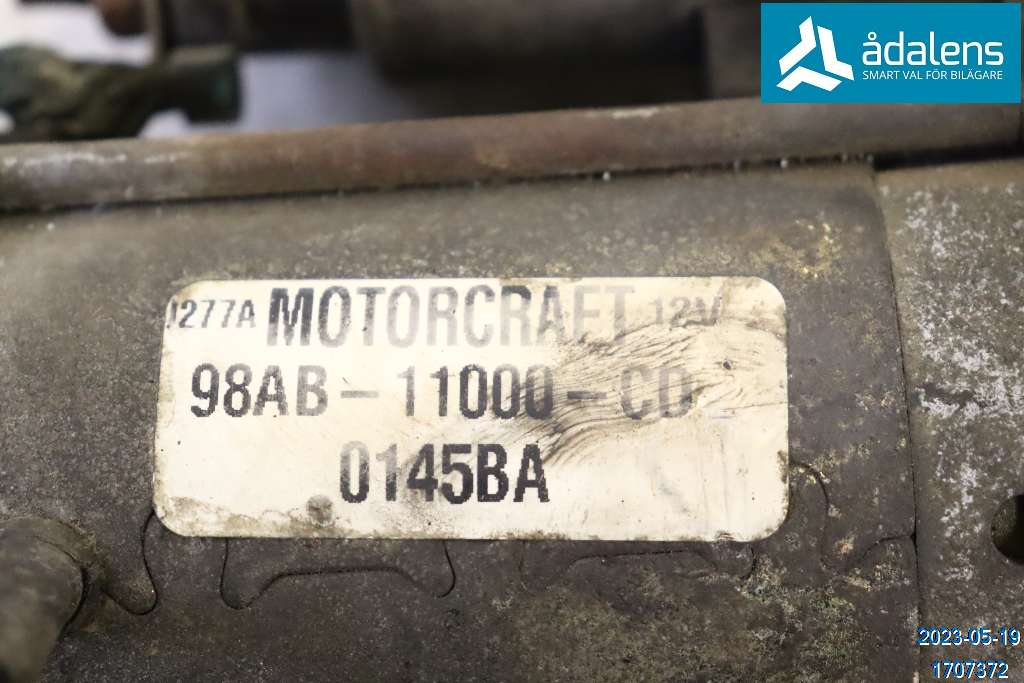 ådalens
SMART VAL FÖR BILÄGARE
MOTORCRAFT 12V
98AB-11000-CD
0145BA
2023-05-19
1707372